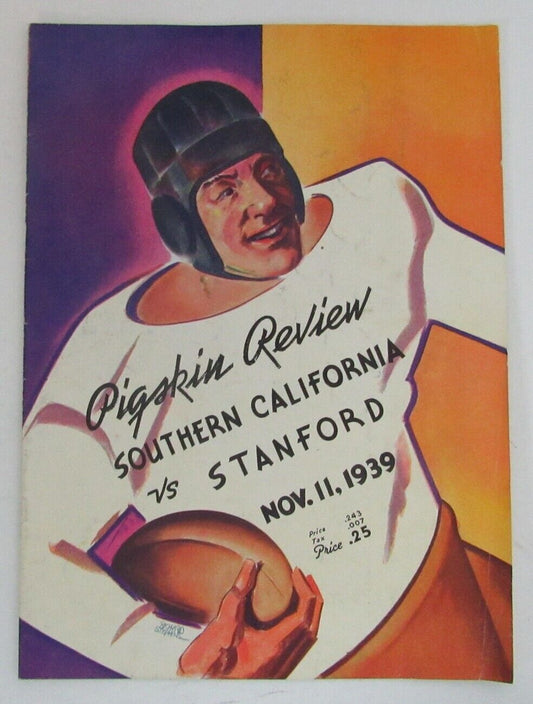 Pigskin Review
SOUTHERN CALIFORNIA
vs STANFORD
NOV. 11, 1939
Price .243
Tax .007
Price .25